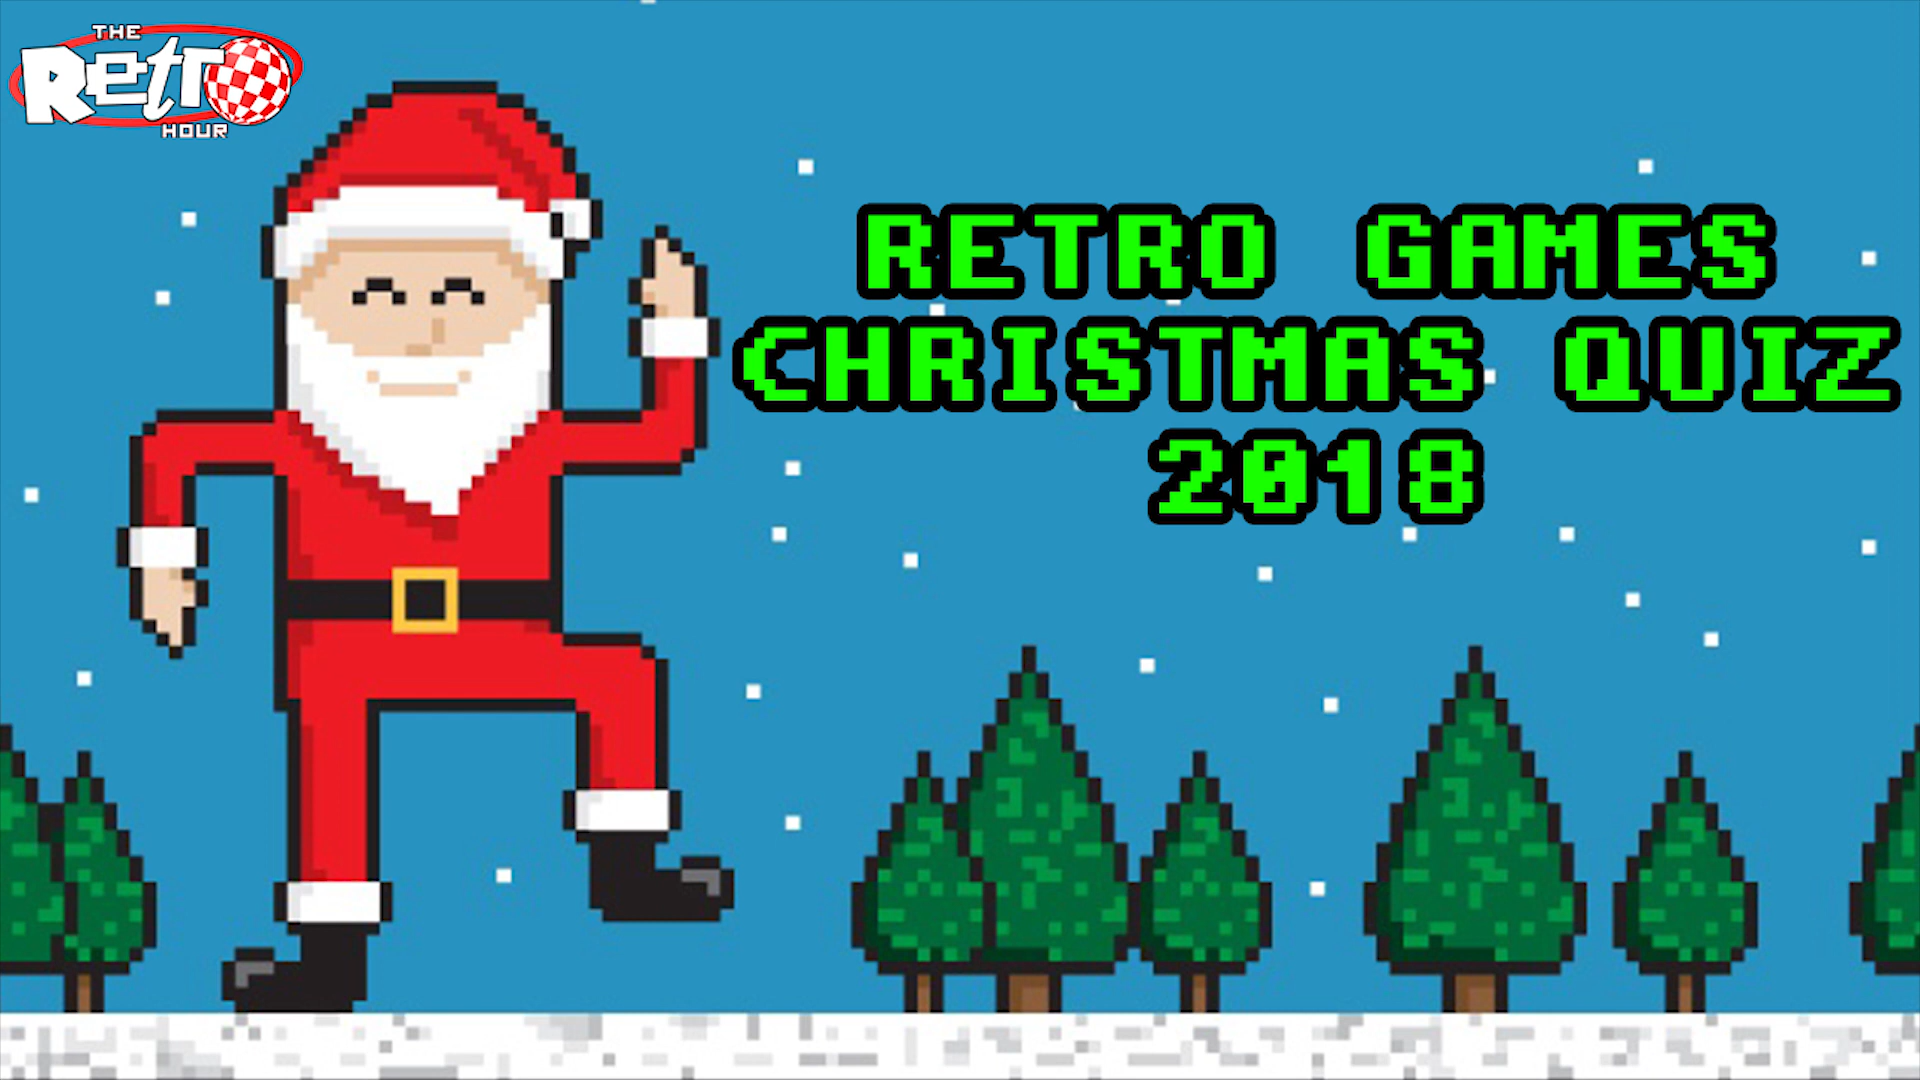 THE
Retro
HOUR
RETRO GAMES
CHRISTMAS QUIZ
2018